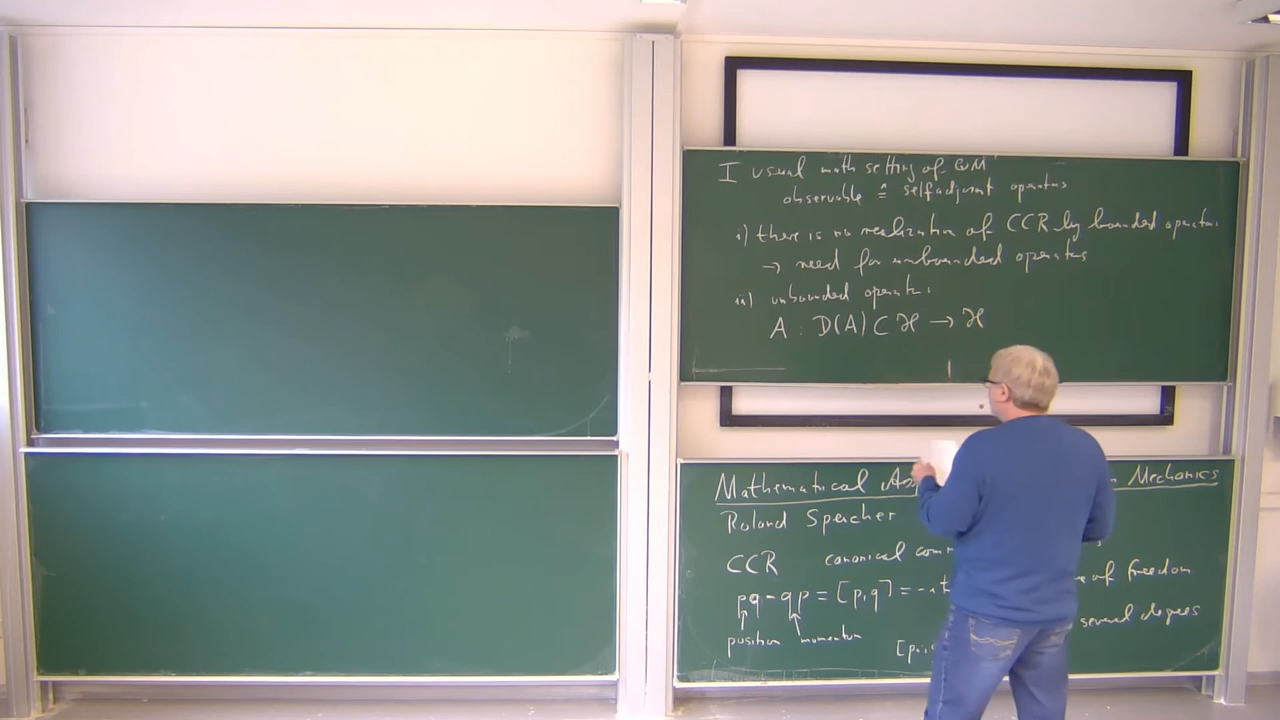 I usual math setting of QM
observable ≙ selfadjoint operators
i) there is no realization of CCR by bounded operators
→ need for unbounded operators
ii) unbounded operators
A : D(A) ⊂ ℋ → ℋ
Mathematical Mechanics
Roland Speicher
CCR canonical
pq - qp = [p,q] = -i of freedom
position momentum several degrees